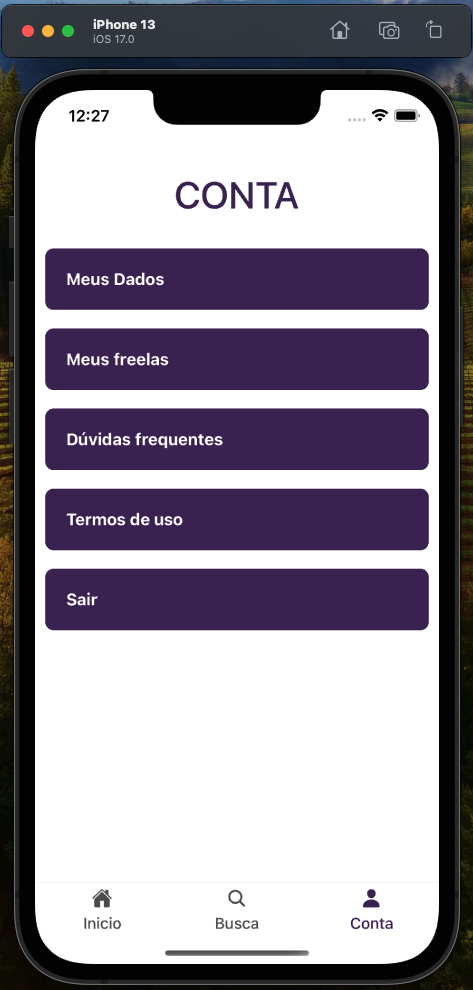 iPhone 13
iOS 17.0
12:27
CONTA
Meus Dados
Meus freelas
Dúvidas frequentes
Termos de uso
Sair
Inicio
Busca
Conta